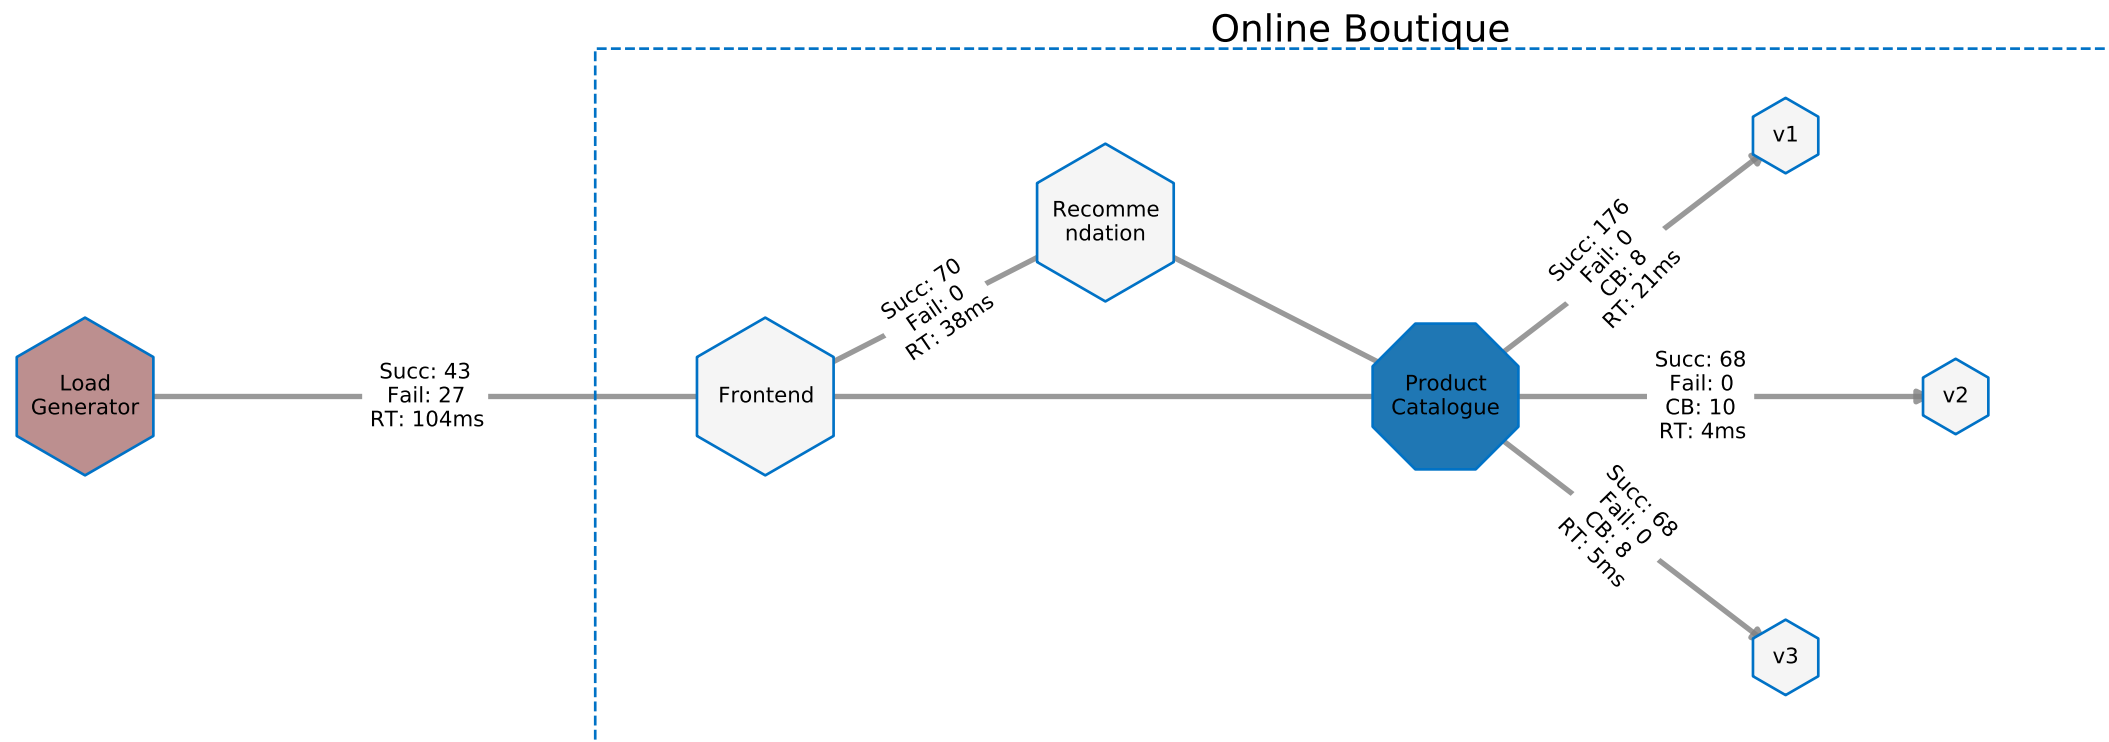 Online Boutique
Load
Generator
Succ: 43
Fail: 27
RT: 104ms
Frontend
Succ: 70
Fail: 0
RT: 38ms
Recomme
ndation
Product
Catalogue
Succ: 176
Fail: 0
CB: 8
RT: 21ms
v1
Succ: 68
Fail: 0
CB: 10
RT: 4ms
v2
Succ: 68
Fail: 0
CB: 8
RT: 5ms
v3